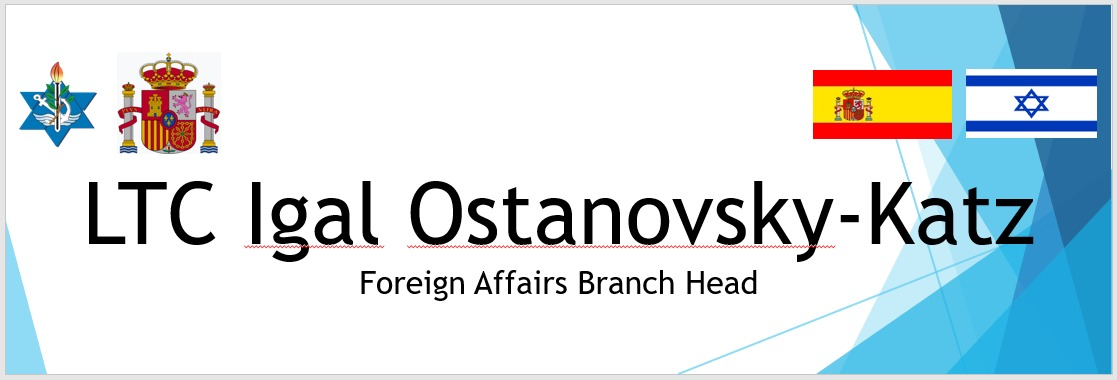 LTC Igal Ostanovsky-Katz
Foreign Affairs Branch Head